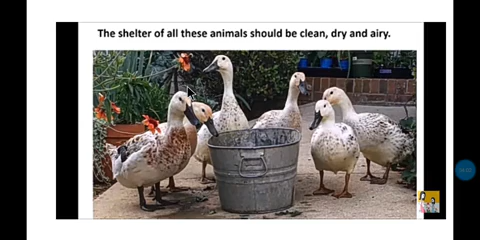 The shelter of all these animals should be clean, dry and airy.